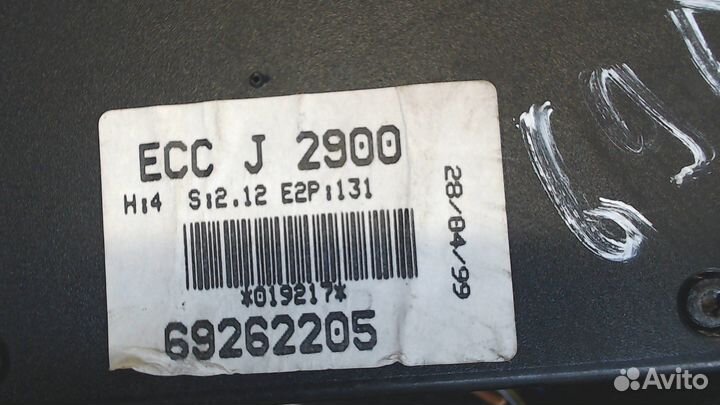 ECC J 2900
H:4 S:2.12 E2P:131
*019217*
69262205
28/04/99
Avito